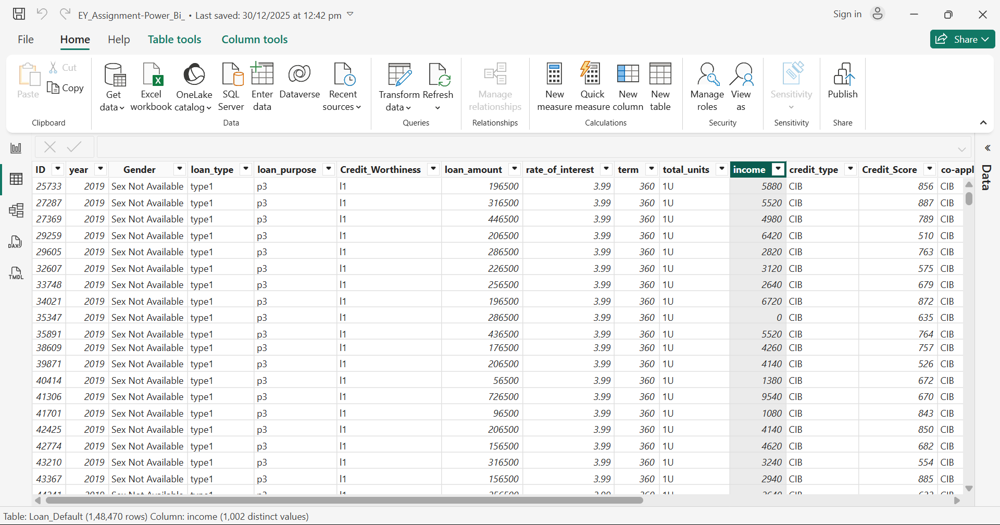 EY_Assignment-Power_Bi_ • Last saved: 30/12/2025 at 12:42 pm
Sign in
File Home Help Table tools Column tools
Share
Paste
Cut
Copy
Clipboard
Get data
Excel workbook
OneLake catalog
SQL Server
Enter data
Dataverse
Recent sources
Data
Transform data
Refresh
Queries
Manage relationships
Relationships
New measure
Quick measure
New column
New table
Calculations
Manage roles
View as
Security
Sensitivity
Sensitivity
Publish
Share
X
DAX
TMDL
Data
ID year Gender loan_type loan_purpose Credit_Worthiness loan_amount rate_of_interest term total_units income credit_type Credit_Score co-appl
25733 2019 Sex Not Available type1 p3 l1 196500 3.99 360 1U 5880 CIB 856 CIB
27287 2019 Sex Not Available type1 p3 l1 316500 3.99 360 1U 5520 CIB 887 CIB
27369 2019 Sex Not Available type1 p3 l1 446500 3.99 360 1U 4980 CIB 789 CIB
29259 2019 Sex Not Available type1 p3 l1 206500 3.99 360 1U 6420 CIB 510 CIB
29605 2019 Sex Not Available type1 p3 l1 286500 3.99 360 1U 2820 CIB 763 CIB
32607 2019 Sex Not Available type1 p3 l1 226500 3.99 360 1U 3120 CIB 575 CIB
33748 2019 Sex Not Available type1 p3 l1 256500 3.99 360 1U 2640 CIB 679 CIB
34021 2019 Sex Not Available type1 p3 l1 196500 3.99 360 1U 6720 CIB 872 CIB
35347 2019 Sex Not Available type1 p3 l1 286500 3.99 360 1U 0 CIB 635 CIB
35891 2019 Sex Not Available type1 p3 l1 436500 3.99 360 1U 5520 CIB 764 CIB
38609 2019 Sex Not Available type1 p3 l1 176500 3.99 360 1U 4260 CIB 757 CIB
39871 2019 Sex Not Available type1 p3 l1 206500 3.99 360 1U 4140 CIB 526 CIB
40414 2019 Sex Not Available type1 p3 l1 56500 3.99 360 1U 1380 CIB 672 CIB
41306 2019 Sex Not Available type1 p3 l1 726500 3.99 360 1U 9540 CIB 670 CIB
41701 2019 Sex Not Available type1 p3 l1 96500 3.99 360 1U 1080 CIB 843 CIB
42425 2019 Sex Not Available type1 p3 l1 206500 3.99 360 1U 4140 CIB 850 CIB
42774 2019 Sex Not Available type1 p3 l1 156500 3.99 360 1U 4620 CIB 682 CIB
43210 2019 Sex Not Available type1 p3 l1 316500 3.99 360 1U 3240 CIB 554 CIB
43367 2019 Sex Not Available type1 p3 l1 156500 3.99 360 1U 2940 CIB 885 CIB
Table: Loan_Default (1,48,470 rows) Column: income (1,002 distinct values)